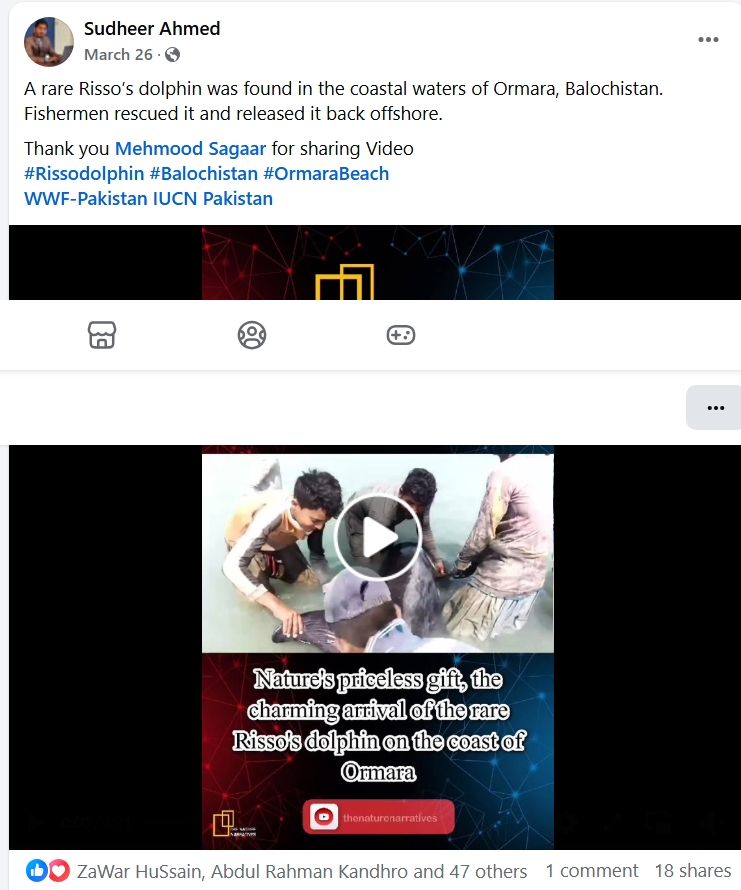 Sudheer Ahmed
March 26 ·
A rare Risso's dolphin was found in the coastal waters of Ormara, Balochistan.
Fishermen rescued it and released it back offshore.
Thank you Mehmood Sagaar for sharing Video
#Rissodolphin #Balochistan #OrmaraBeach
WWF-Pakistan IUCN Pakistan
Nature's priceless gift, the
charming arrival of the rare
Risso's dolphin on the coast of
Ormara
thenaturenarratives
THE NATURE
NARRATIVES
ZaWar HuSsain, Abdul Rahman Kandhro and 47 others 1 comment 18 shares